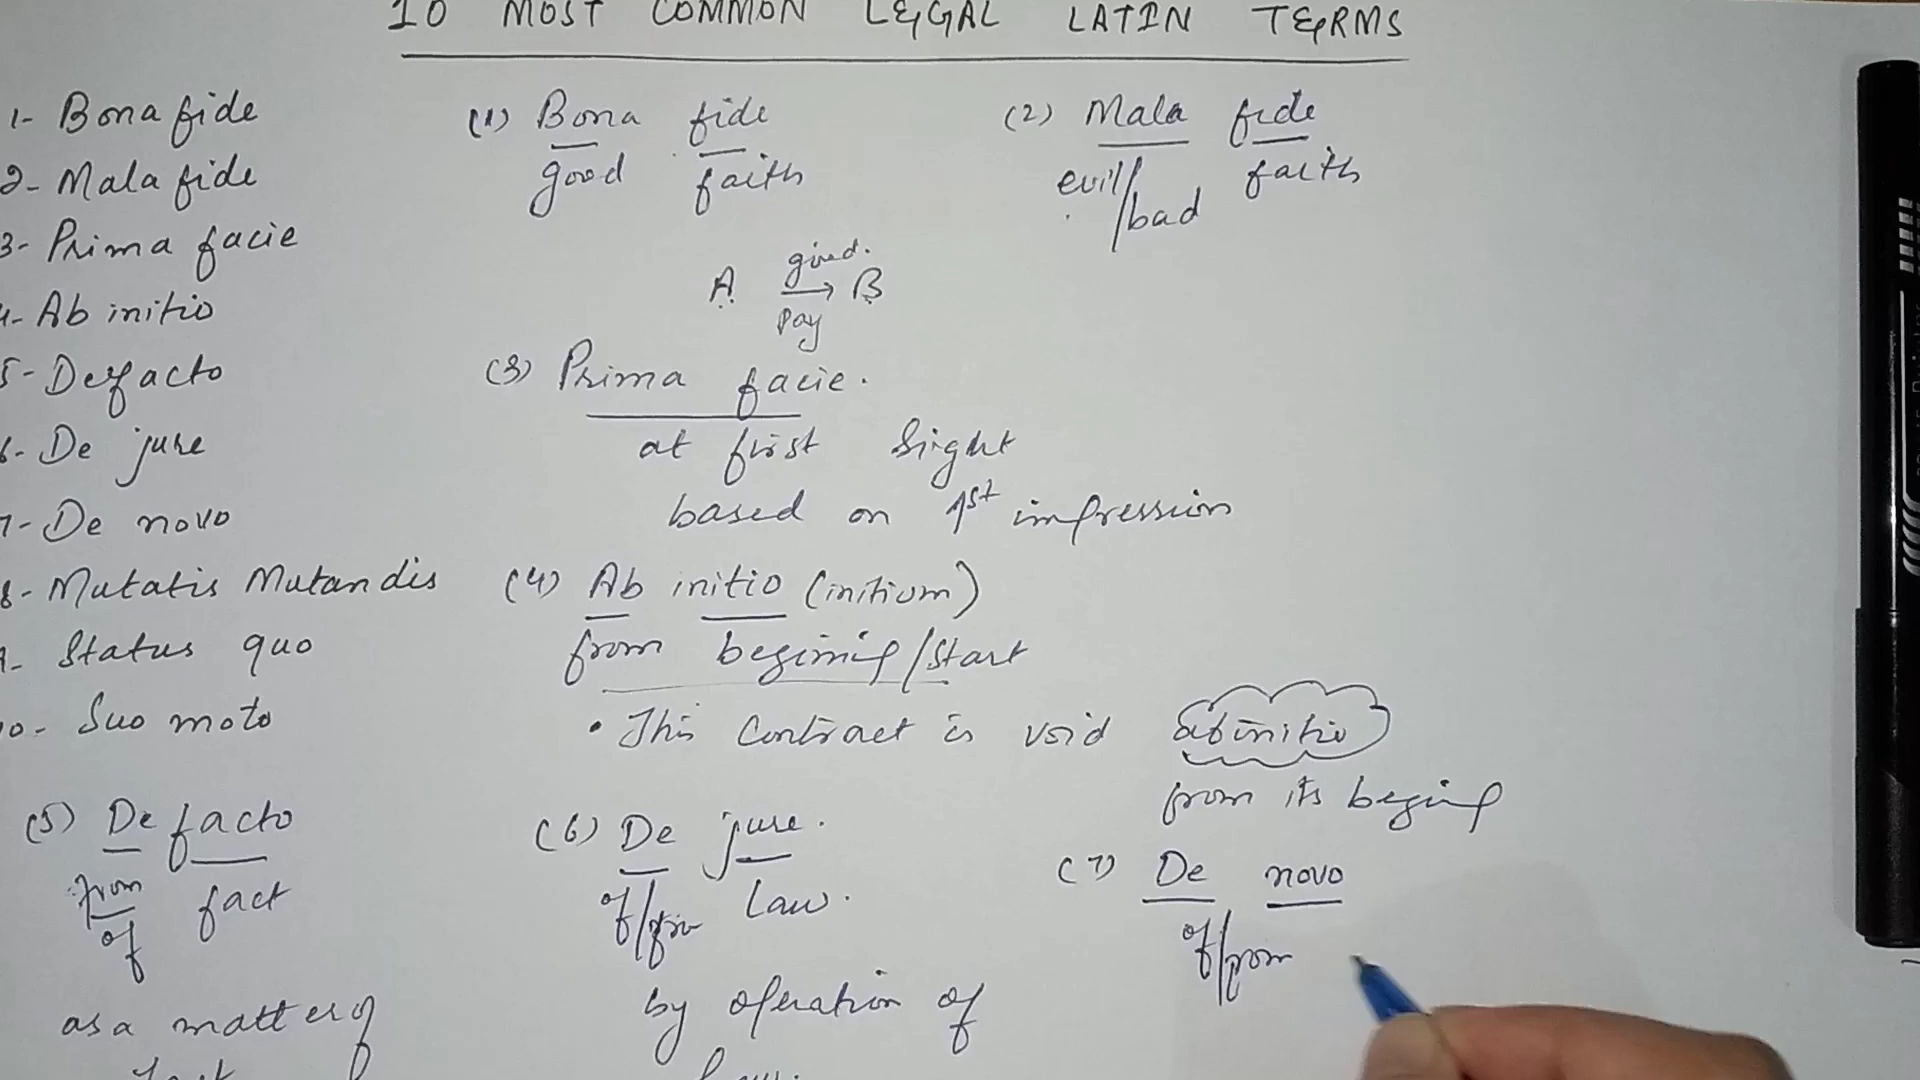 10 MOST COMMON LEGAL LATIN TERMS
1- Bona fide
2- Mala fide
3- Prima facie
4- Ab initio
5- Defacto
6- De jure
7- De novo
8- Mutatis Mutandis
9- Status quo
10- Suo moto
(1) Bona fide
good faith
(2) Mala fide
evil/bad faith
A good. → B
Pay
(3) Prima facie.
at first sight
based on 1st impression
(4) Ab initio (initium)
from begining/start
• This Contract is void abinitio
from its begining
(5) De facto
from fact
of
as a matter of
fact
(6) De jure.
of/from Law.
by operation of
law.
(7) De novo
of/from